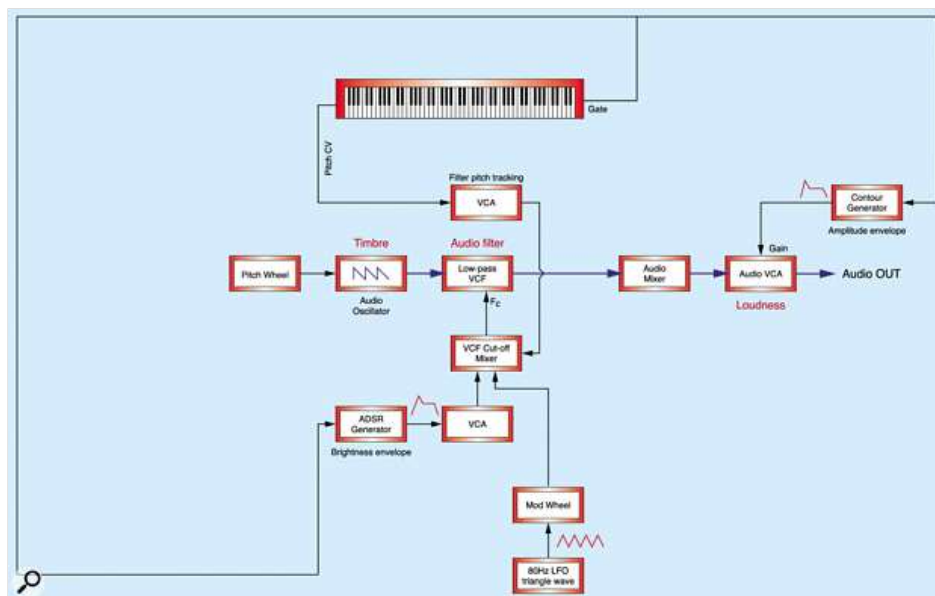 Gate
Pitch CV
Filter pitch tracking
VCA
Contour
Generator
Amplitude envelope
Timbre
Audio filter
Gain
Pitch Wheel
Low-pass
VCF
Audio
Mixer
Audio VCA
Audio OUT
Audio
Oscillator
Fc
Loudness
VCF Cut-off
Mixer
ADSR
Generator
VCA
Brightness envelope
Mod Wheel
80Hz LFO
triangle wave